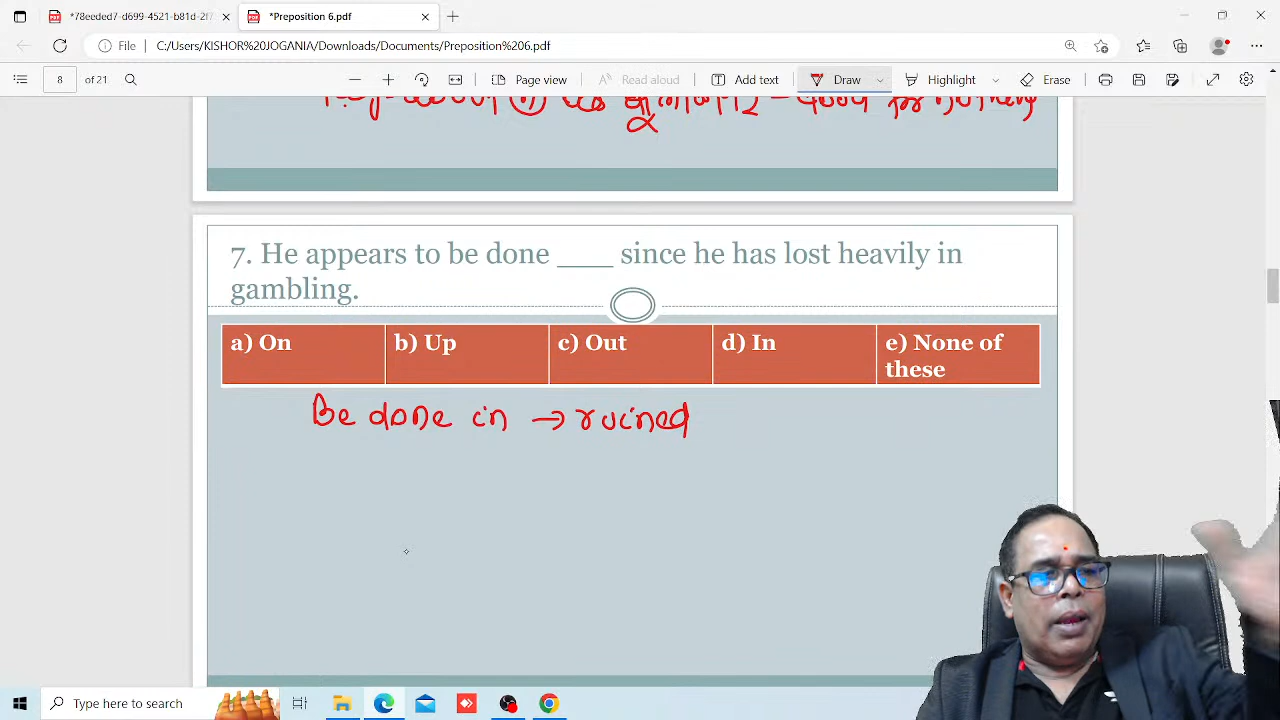 *78eeded7-d699-4521-b81d-2f7
*Preposition 6.pdf
File
C:/Users/KISHOR%20JOGANIA/Downloads/Documents/Preposition%206.pdf
8 of 21
Page view
Read aloud
Add text
Draw
Highlight
Erase
7. He appears to be done ____ since he has lost heavily in
gambling.
a) On
b) Up
c) Out
d) In
e) None of
these
Be done in → ruined
Type here to search